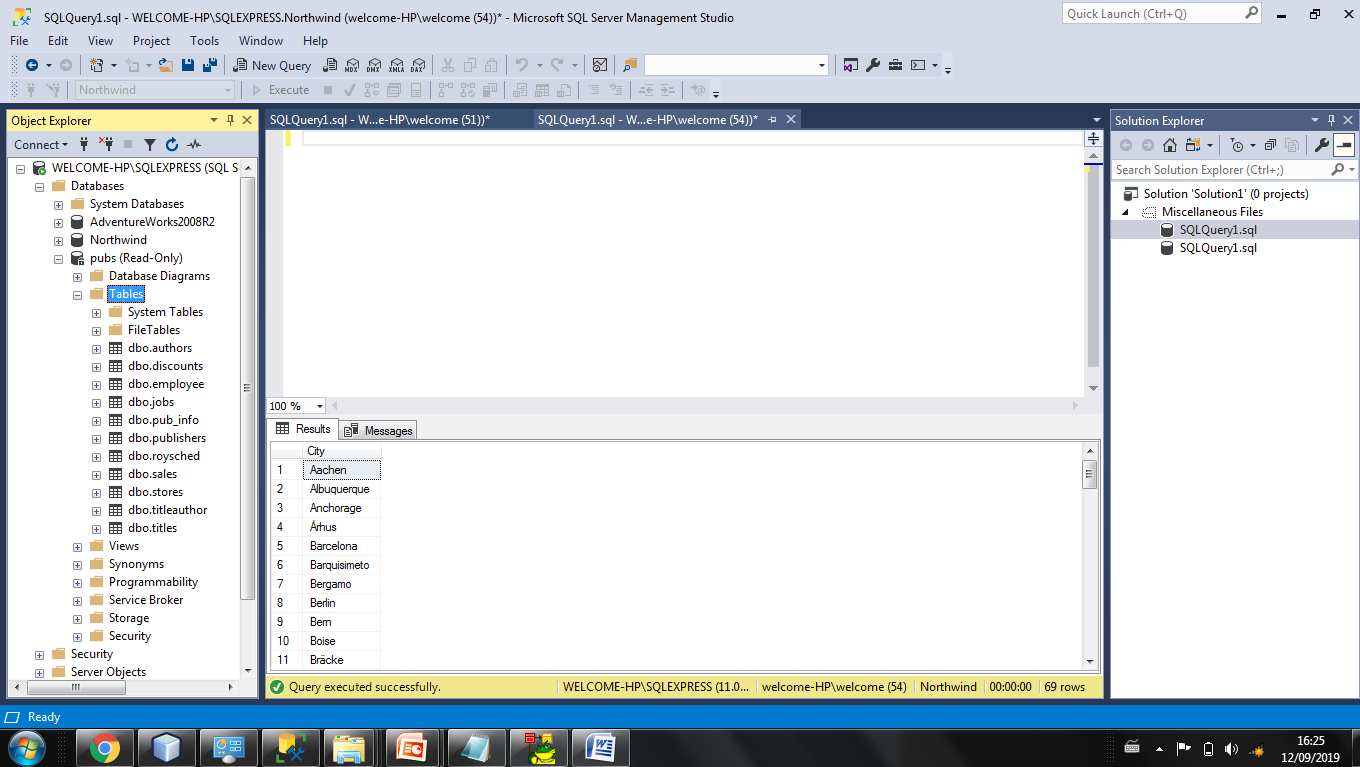 SQLQuery1.sql - WELCOME-HP\SQLEXPRESS.Northwind (welcome-HP\welcome (54))* - Microsoft SQL Server Management Studio
Quick Launch (Ctrl+Q)
File Edit View Project Tools Window Help
New Query MDX DMX XMLA DAX
Northwind Execute
Object Explorer
Connect
WELCOME-HP\SQLEXPRESS (SQL S
Databases
System Databases
AdventureWorks2008R2
Northwind
pubs (Read-Only)
Database Diagrams
Tables
System Tables
FileTables
dbo.authors
dbo.discounts
dbo.employee
dbo.jobs
dbo.pub_info
dbo.publishers
dbo.roysched
dbo.sales
dbo.stores
dbo.titleauthor
dbo.titles
Views
Synonyms
Programmability
Service Broker
Storage
Security
Security
Server Objects
SQLQuery1.sql - W...e-HP\welcome (51))* SQLQuery1.sql - W...e-HP\welcome (54))*
100 %
Results Messages
City
1 Aachen
2 Albuquerque
3 Anchorage
4 Århus
5 Barcelona
6 Barquisimeto
7 Bergamo
8 Berlin
9 Bern
10 Boise
11 Bräcke
Query executed successfully. WELCOME-HP\SQLEXPRESS (11.0... welcome-HP\welcome (54) Northwind 00:00:00 69 rows
Solution Explorer
Search Solution Explorer (Ctrl+;)
Solution 'Solution1' (0 projects)
Miscellaneous Files
SQLQuery1.sql
SQLQuery1.sql
Ready
16:25
12/09/2019